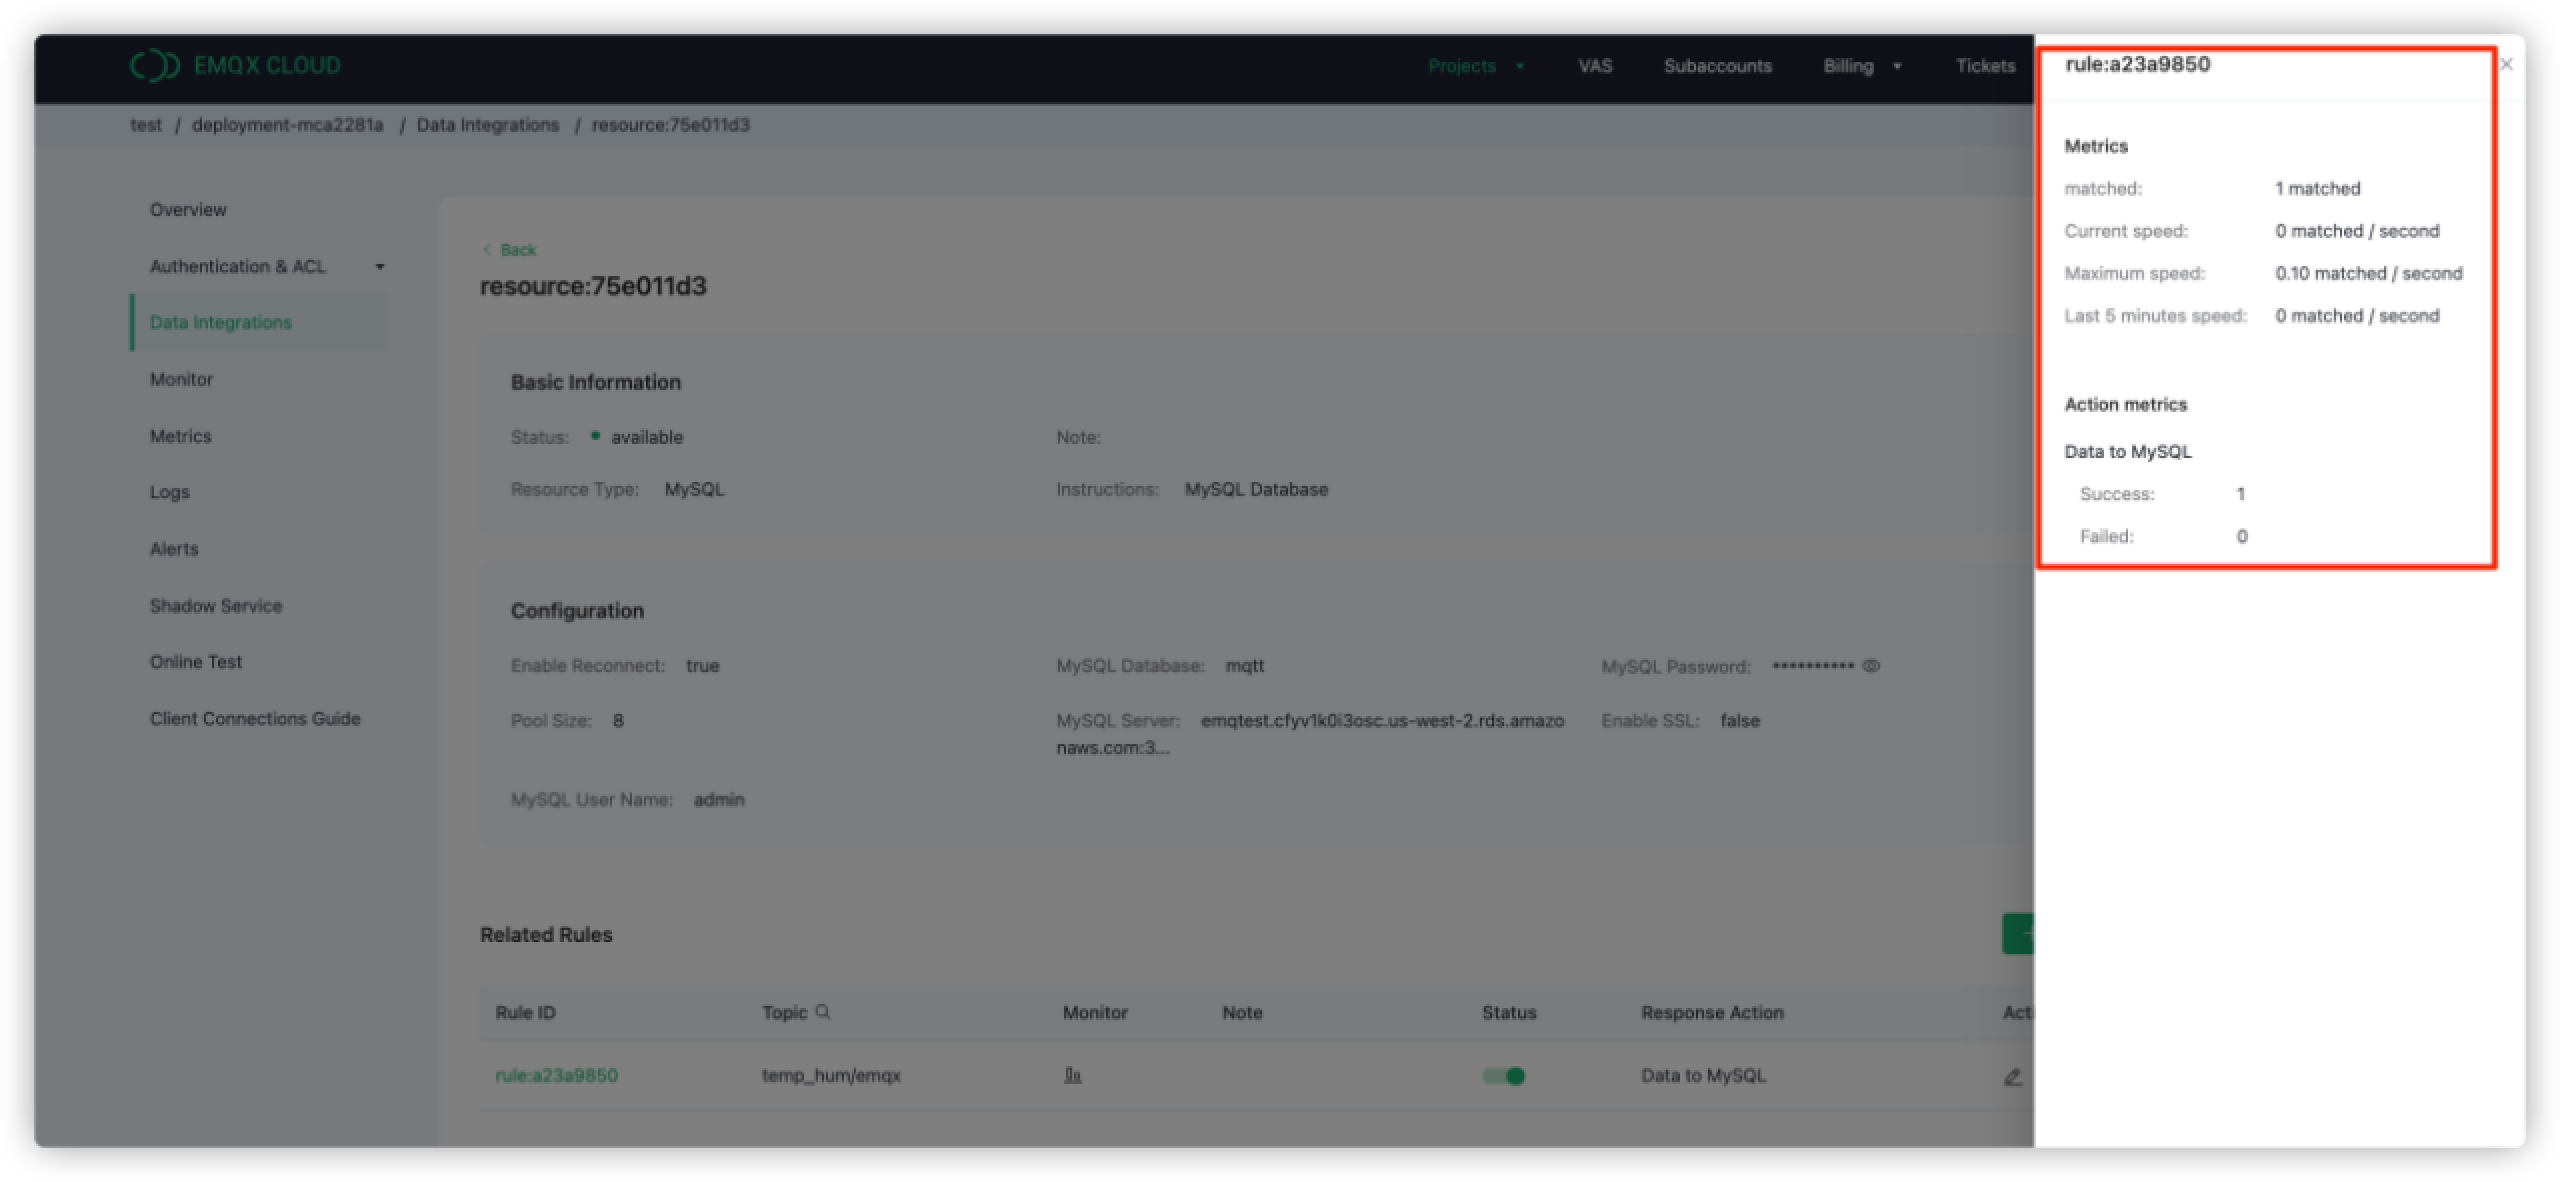 EMQX CLOUD
Projects VAS Subaccounts Billing Tickets
test / deployment-mca2281a / Data Integrations / resource:75e011d3
Overview
Authentication & ACL
Data Integrations
Monitor
Metrics
Logs
Alerts
Shadow Service
Online Test
Client Connections Guide
< Back
resource:75e011d3
Basic Information
Status: available Note:
Resource Type: MySQL Instructions: MySQL Database
Configuration
Enable Reconnect: true MySQL Database: mqtt MySQL Password: ••••••••••
Pool Size: 8 MySQL Server: emqtest.cfyv1k0i3osc.us-west-2.rds.amazo Enable SSL: false
naws.com:3...
MySQL User Name: admin
Related Rules
Rule ID Topic Monitor Note Status Response Action Act
rule:a23a9850 temp_hum/emqx Data to MySQL
rule:a23a9850
Metrics
matched: 1 matched
Current speed: 0 matched / second
Maximum speed: 0.10 matched / second
Last 5 minutes speed: 0 matched / second
Action metrics
Data to MySQL
Success: 1
Failed: 0